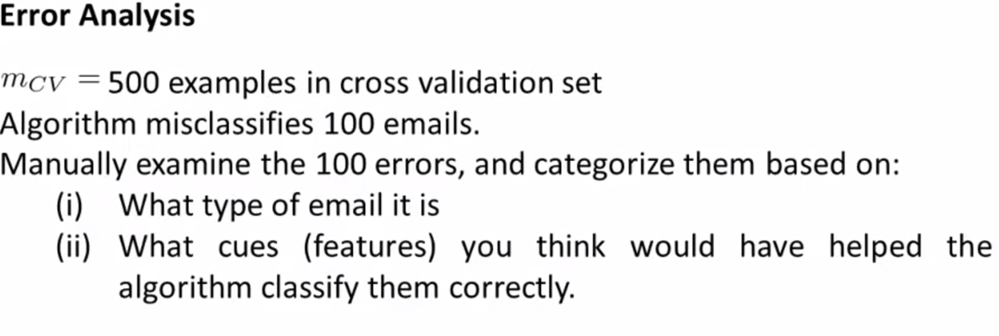 Error Analysis
m_CV = 500 examples in cross validation set
Algorithm misclassifies 100 emails.
Manually examine the 100 errors, and categorize them based on:
(i) What type of email it is
(ii) What cues (features) you think would have helped the
algorithm classify them correctly.